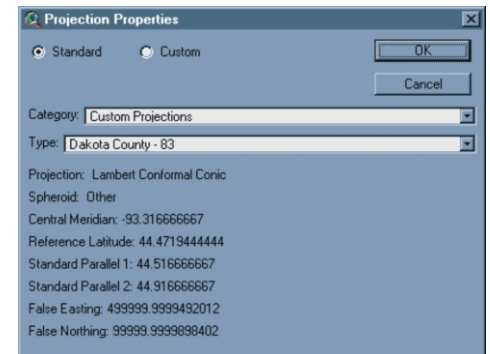 Projection Properties
Standard Custom OK
Cancel
Category: Custom Projections
Type: Dakota County - 83
Projection: Lambert Conformal Conic
Spheroid: Other
Central Meridian: -93.316666667
Reference Latitude: 44.4719444444
Standard Parallel 1: 44.516666667
Standard Parallel 2: 44.916666667
False Easting: 499999.9999492012
False Northing: 99999.9999898402